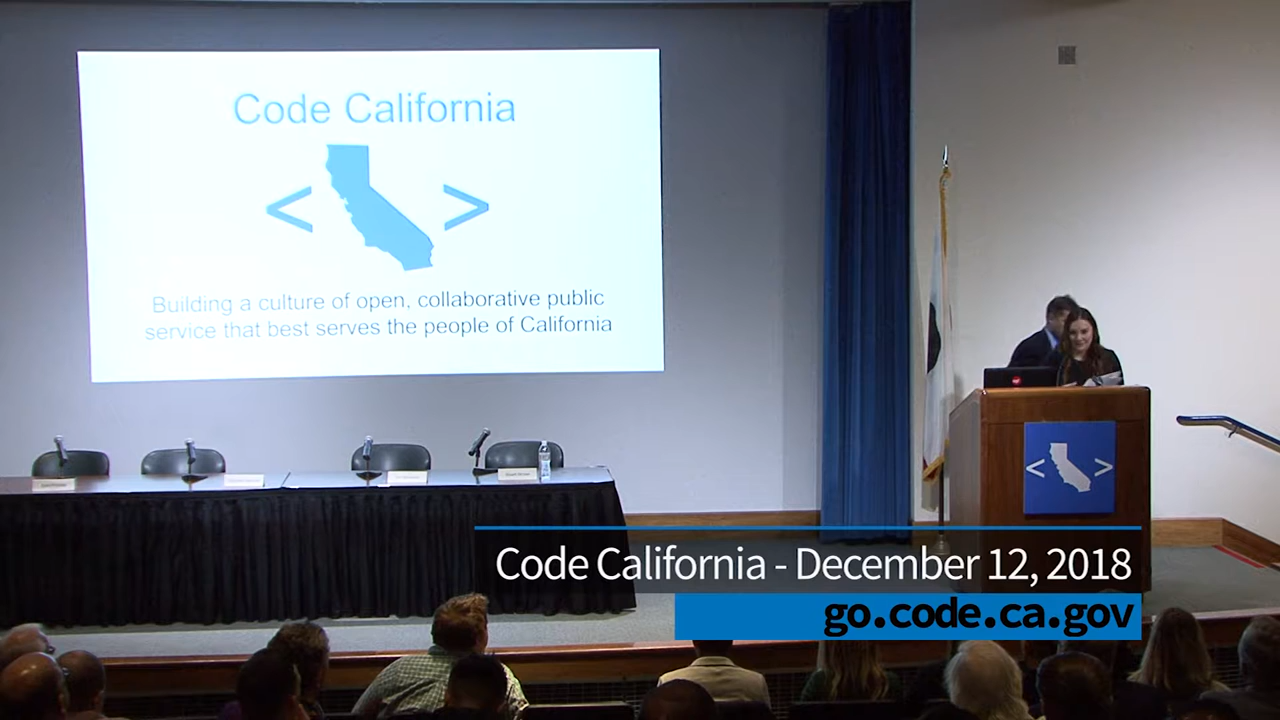 Code California
< >
Building a culture of open, collaborative public
service that best serves the people of California
< >
Code California - December 12, 2018
go.code.ca.gov